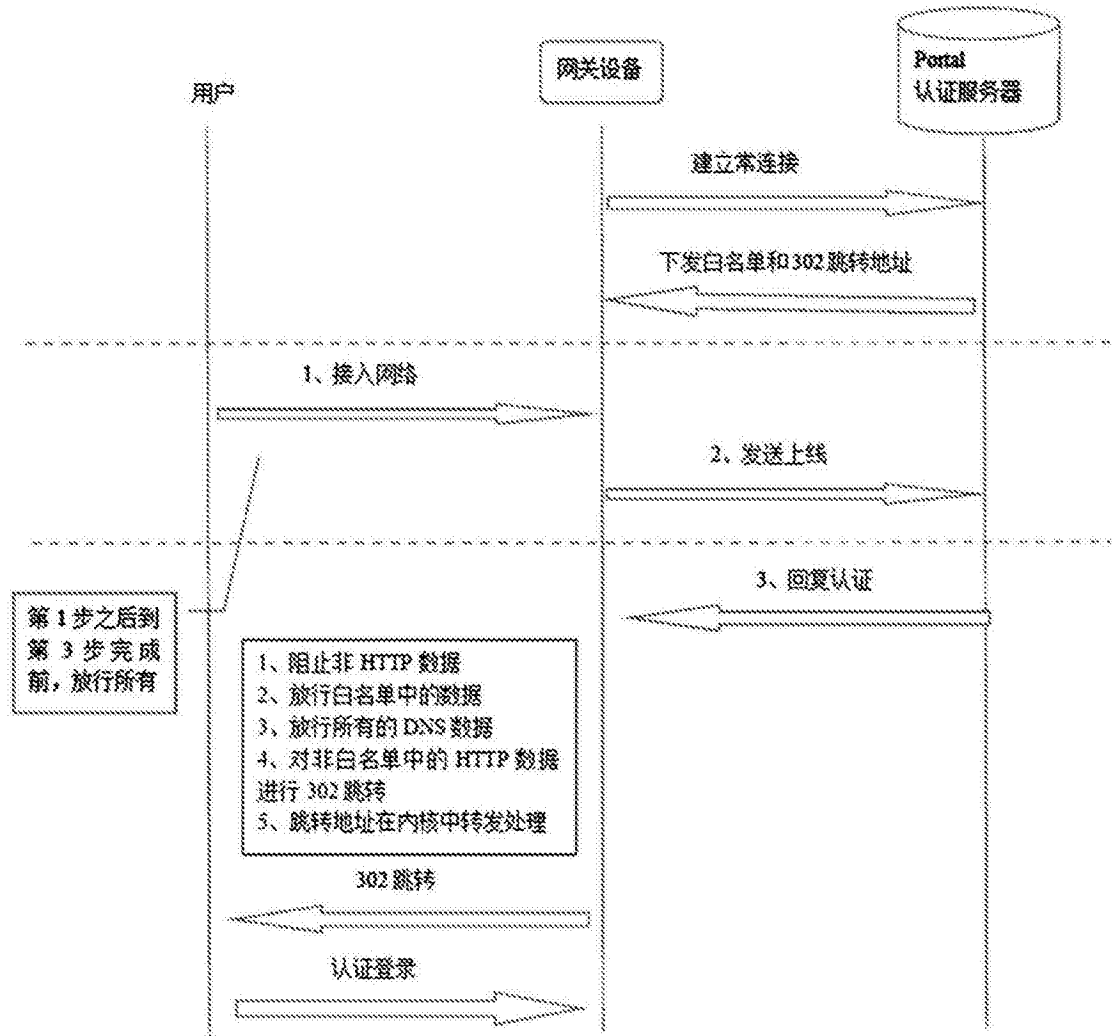 用户
网关设备
Portal
认证服务器
建立常连接
下发白名单和302跳转地址
1、接入网络
2、发送上线
3、回复认证
第1步之后到
第3步完成
前，放行所有
1、阻止非HTTP数据
2、放行白名单中的数据
3、放行所有的DNS数据
4、对非白名单中的HTTP数据
进行302跳转
5、跳转地址在内核中转发处理
302跳转
认证登录